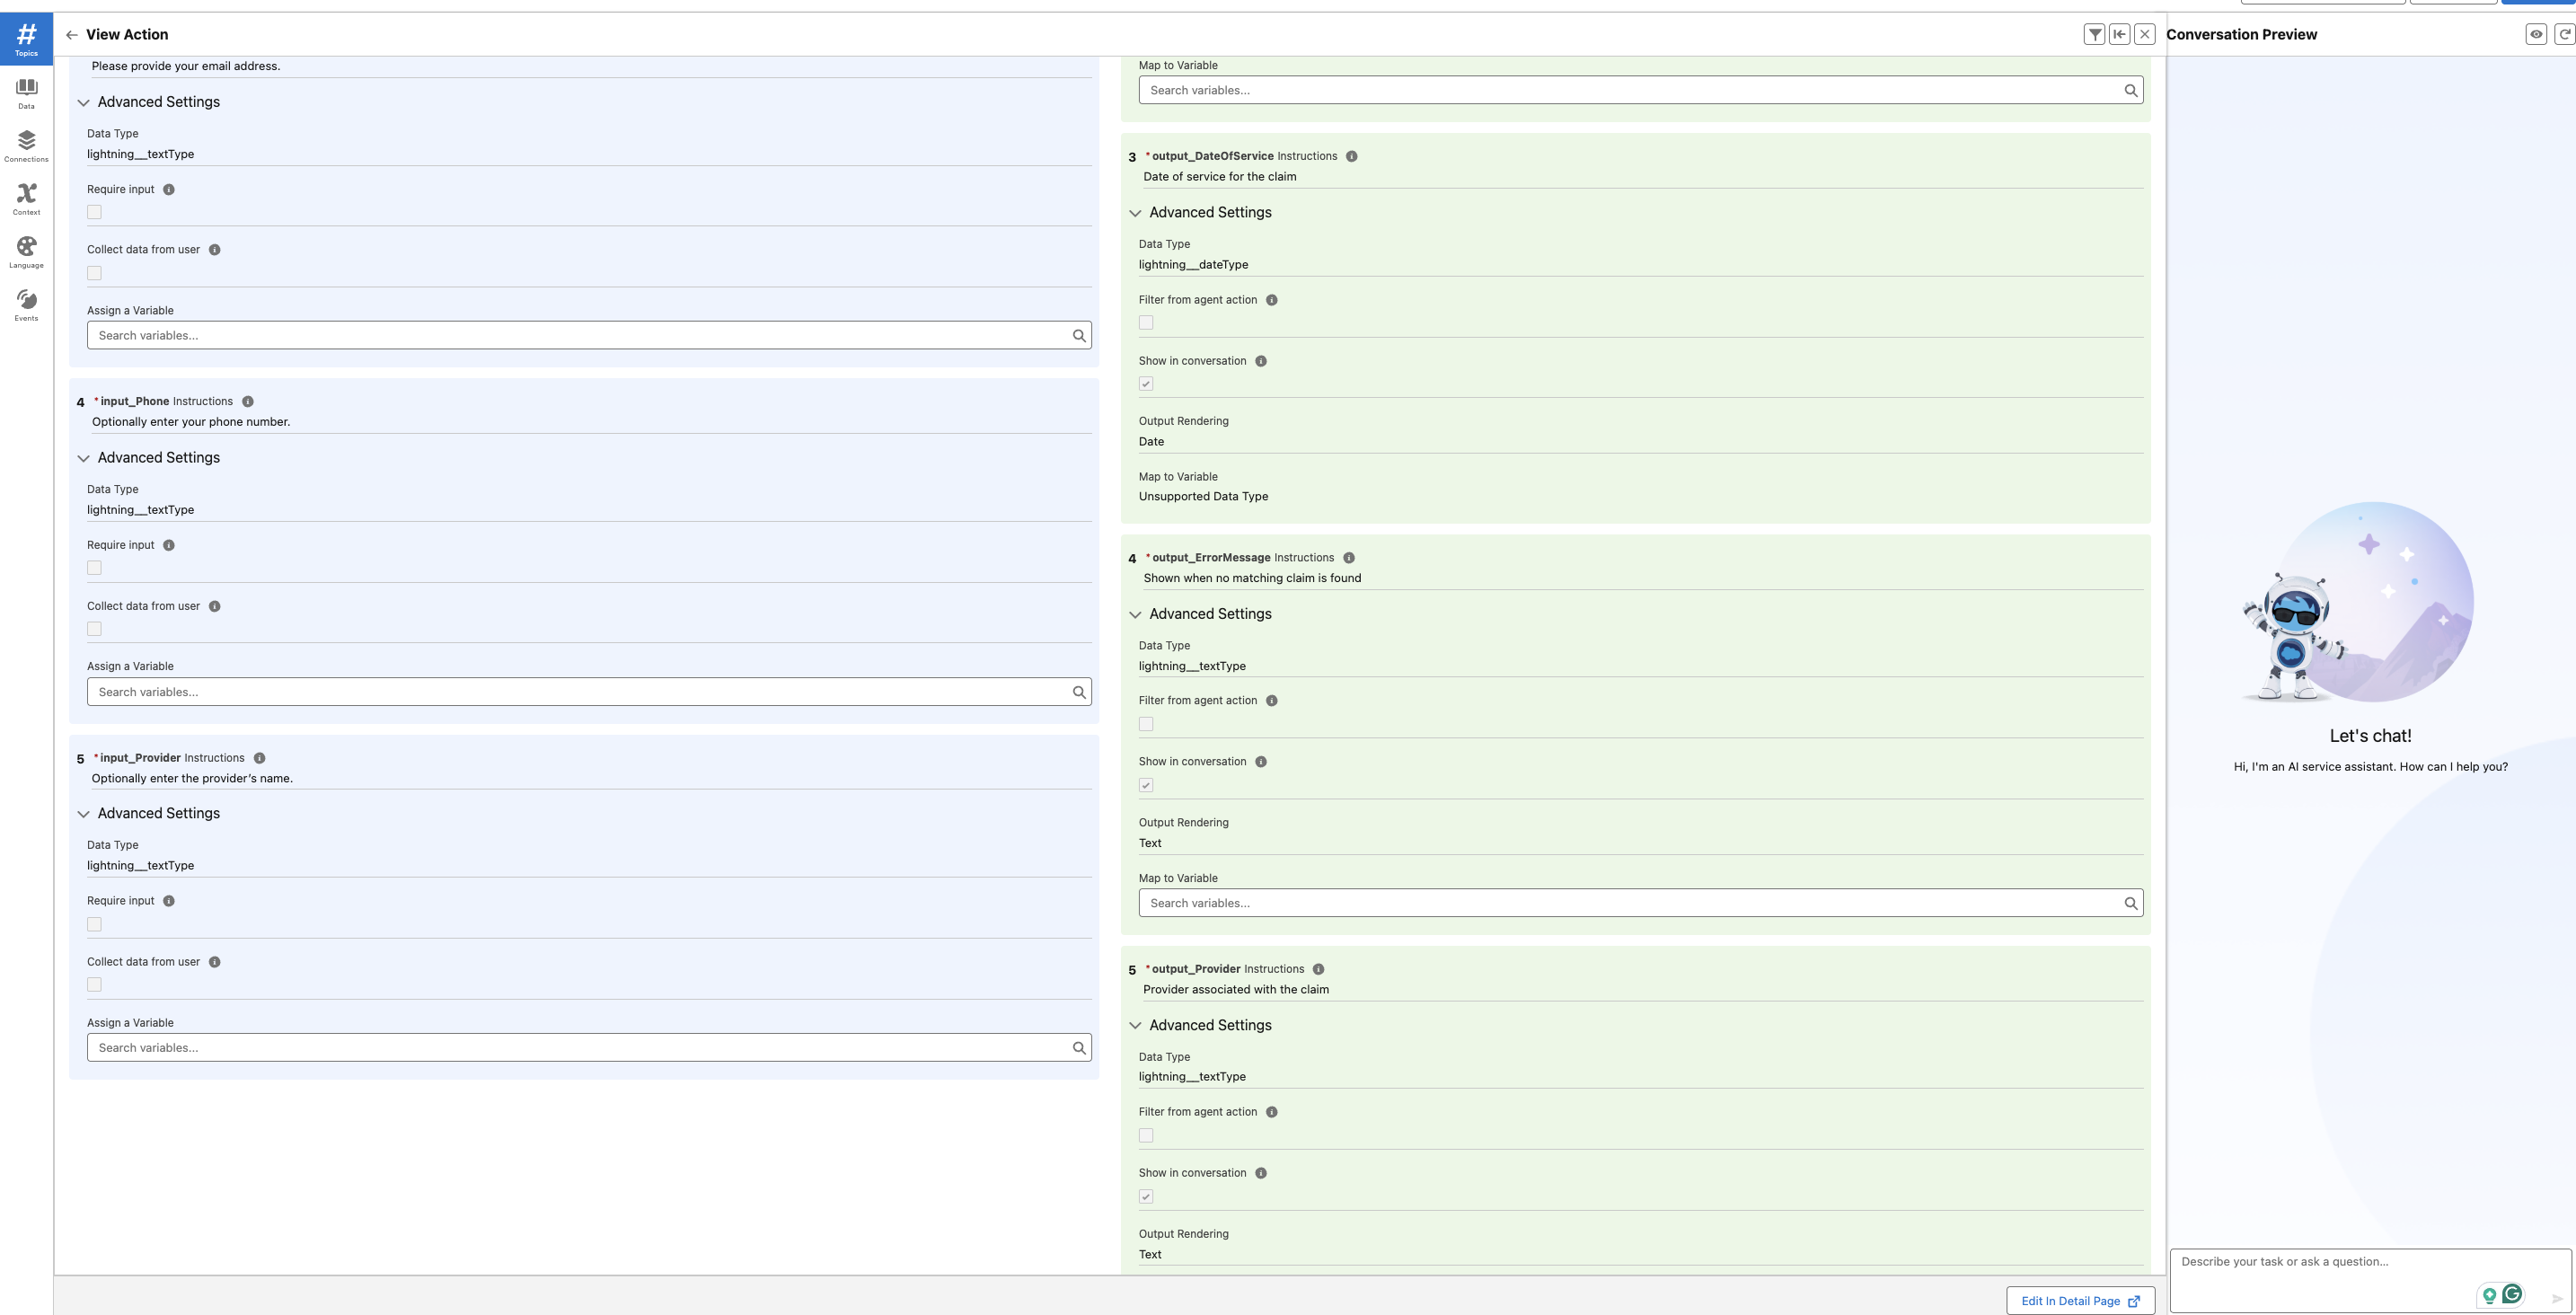 Topics
Data
Connections
Context
Language
Events
View Action
Please provide your email address.
Advanced Settings
Data Type
lightning__textType
Require input
Collect data from user
Assign a Variable
Search variables...
4 *input_Phone Instructions
Optionally enter your phone number.
Advanced Settings
Data Type
lightning__textType
Require input
Collect data from user
Assign a Variable
Search variables...
5 *input_Provider Instructions
Optionally enter the provider’s name.
Advanced Settings
Data Type
lightning__textType
Require input
Collect data from user
Assign a Variable
Search variables...
Map to Variable
Search variables...
3 *output_DateOfService Instructions
Date of service for the claim
Advanced Settings
Data Type
lightning__dateType
Filter from agent action
Show in conversation
Output Rendering
Date
Map to Variable
Unsupported Data Type
4 *output_ErrorMessage Instructions
Shown when no matching claim is found
Advanced Settings
Data Type
lightning__textType
Filter from agent action
Show in conversation
Output Rendering
Text
Map to Variable
Search variables...
5 *output_Provider Instructions
Provider associated with the claim
Advanced Settings
Data Type
lightning__textType
Filter from agent action
Show in conversation
Output Rendering
Text
Edit In Detail Page
Conversation Preview
Let's chat!
Hi, I'm an AI service assistant. How can I help you?
Describe your task or ask a question...